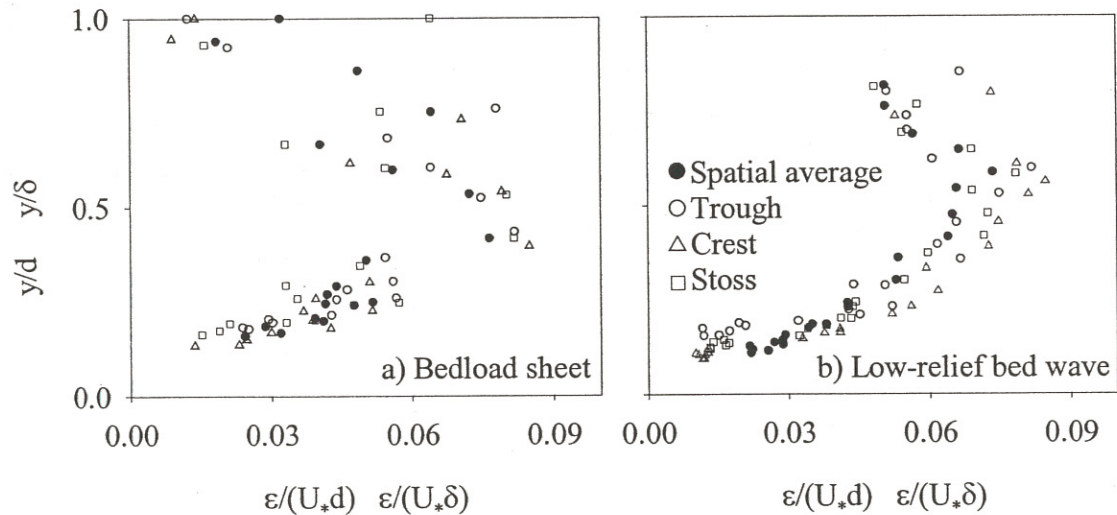 1.0
0.5
0.0
y/d y/δ
a) Bedload sheet
0.00 0.03 0.06 0.09
ε/(U*d) ε/(U*δ)
Spatial average
Trough
Crest
Stoss
b) Low-relief bed wave
0.00 0.03 0.06 0.09
ε/(U*d) ε/(U*δ)